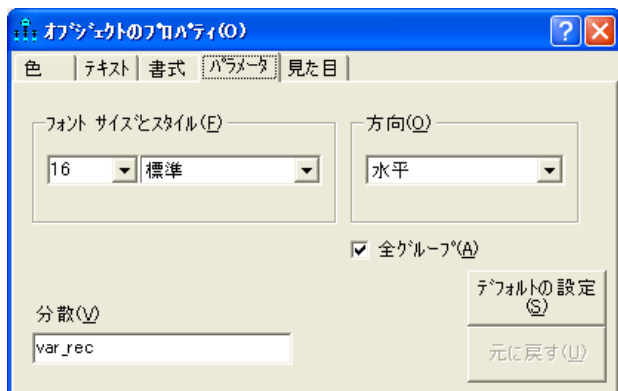 ｵﾌﾞｼﾞｪｸﾄのﾌﾟﾛﾊﾟﾃｨ(O)
色 ﾃｷｽﾄ 書式 ﾊﾟﾗﾒｰﾀ 見た目
ﾌｫﾝﾄ ｻｲｽﾞとｽﾀｲﾙ(F) 方向(O)
16 標準 水平
全ｸﾞﾙｰﾌﾟ(A)
ﾃﾞﾌｫﾙﾄの設定
(S)
分散(V)
var_rec
元に戻す(U)